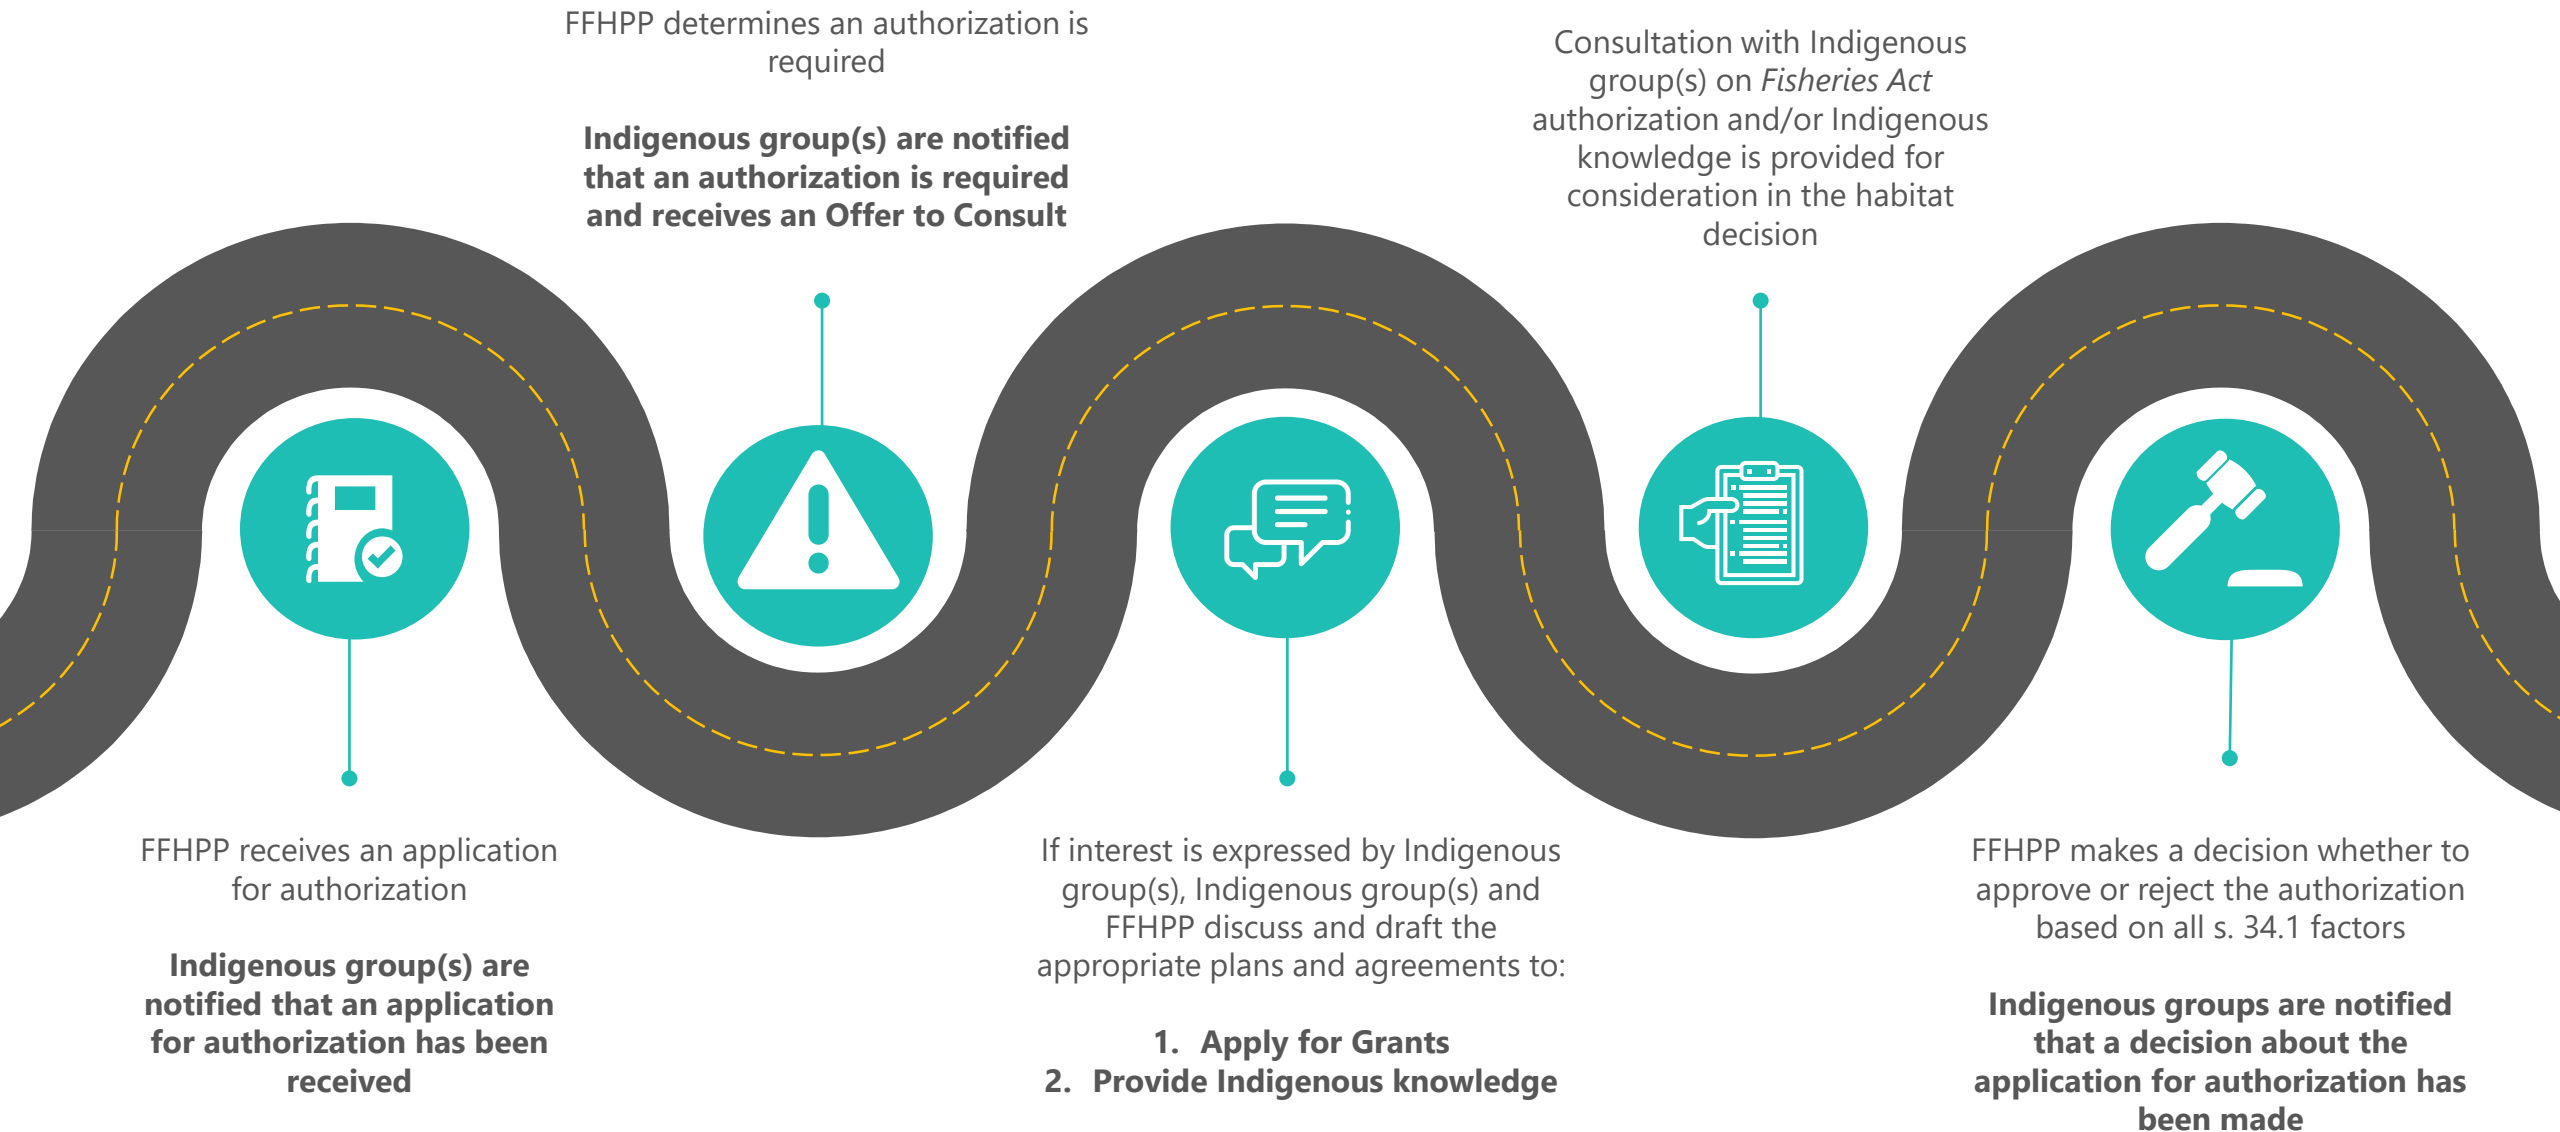 FFHPP receives an application
for authorization
Indigenous group(s) are
notified that an application
for authorization has been
received
FFHPP determines an authorization is
required
Indigenous group(s) are notified
that an authorization is required
and receives an Offer to Consult
If interest is expressed by Indigenous
group(s), Indigenous group(s) and
FFHPP discuss and draft the
appropriate plans and agreements to:
1. Apply for Grants
2. Provide Indigenous knowledge
Consultation with Indigenous
group(s) on Fisheries Act
authorization and/or Indigenous
knowledge is provided for
consideration in the habitat
decision
FFHPP makes a decision whether to
approve or reject the authorization
based on all s. 34.1 factors
Indigenous groups are notified
that a decision about the
application for authorization has
been made